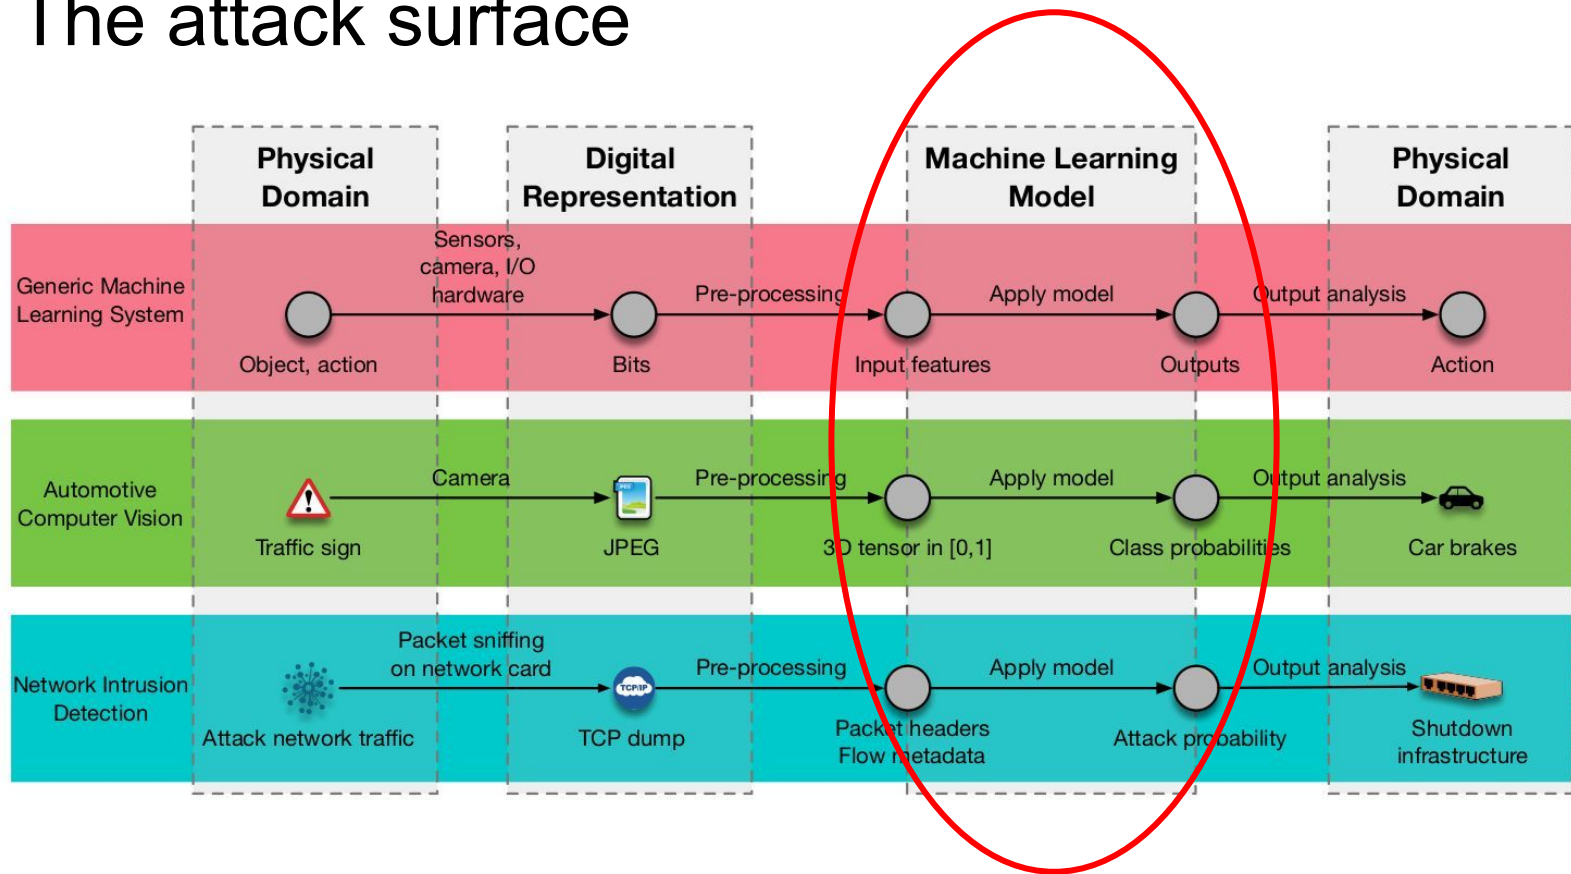 The attack surface
Physical
Domain
Digital
Representation
Machine Learning
Model
Physical
Domain
Generic Machine
Learning System
Sensors,
camera, I/O
hardware
Pre-processing
Apply model
Output analysis
Object, action
Bits
Input features
Outputs
Action
Automotive
Computer Vision
Camera
Pre-processing
Apply model
Output analysis
Traffic sign
JPEG
3D tensor in [0,1]
Class probabilities
Car brakes
Network Intrusion
Detection
Packet sniffing
on network card
Pre-processing
Apply model
Output analysis
TCP/IP
Attack network traffic
TCP dump
Packet headers
Flow metadata
Attack probability
Shutdown
infrastructure